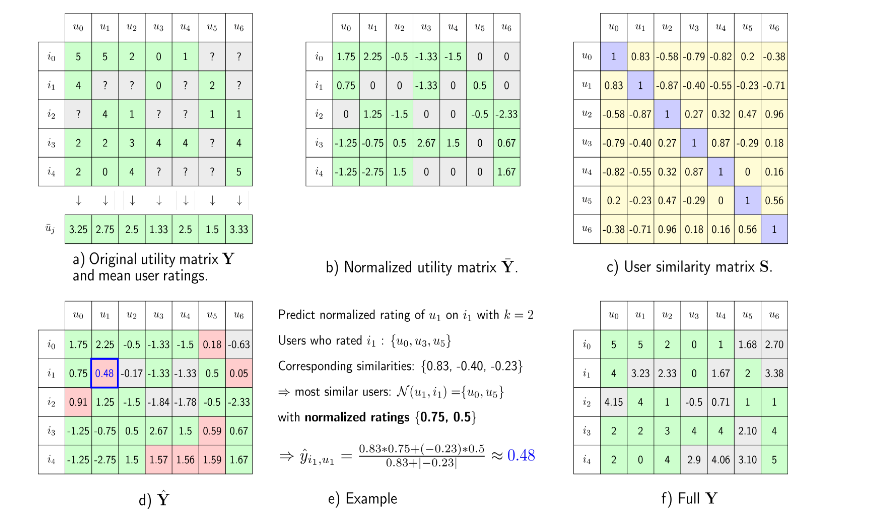 u₀ u₁ u₂ u₃ u₄ u₅ u₆
i₀ 5 5 2 0 1 ? ?
i₁ 4 ? ? 0 ? 2 ?
i₂ ? 4 1 ? ? 1 1
i₃ 2 2 3 4 4 ? 4
i₄ 2 0 4 ? ? ? 5
↓ ↓ ↓ ↓ ↓ ↓ ↓
ūⱼ 3.25 2.75 2.5 1.33 2.5 1.5 3.33
a) Original utility matrix Y
and mean user ratings.
u₀ u₁ u₂ u₃ u₄ u₅ u₆
i₀ 1.75 2.25 -0.5 -1.33 -1.5 0 0
i₁ 0.75 0 0 -1.33 0 0.5 0
i₂ 0 1.25 -1.5 0 0 -0.5 -2.33
i₃ -1.25 -0.75 0.5 2.67 1.5 0 0.67
i₄ -1.25 -2.75 1.5 0 0 0 1.67
b) Normalized utility matrix Ȳ.
u₀ u₁ u₂ u₃ u₄ u₅ u₆
u₀ 1 0.83 -0.58 -0.79 -0.82 0.2 -0.38
u₁ 0.83 1 -0.87 -0.40 -0.55 -0.23 -0.71
u₂ -0.58 -0.87 1 0.27 0.32 0.47 0.96
u₃ -0.79 -0.40 0.27 1 0.87 -0.29 0.18
u₄ -0.82 -0.55 0.32 0.87 1 0 0.16
u₅ 0.2 -0.23 0.47 -0.29 0 1 0.56
u₆ -0.38 -0.71 0.96 0.18 0.16 0.56 1
c) User similarity matrix S.
u₀ u₁ u₂ u₃ u₄ u₅ u₆
i₀ 1.75 2.25 -0.5 -1.33 -1.5 0.18 -0.63
i₁ 0.75 0.48 -0.17 -1.33 -1.33 0.5 0.05
i₂ 0.91 1.25 -1.5 -1.84 -1.78 -0.5 -2.33
i₃ -1.25 -0.75 0.5 2.67 1.5 0.59 0.67
i₄ -1.25 -2.75 1.5 1.57 1.56 1.59 1.67
d) Ŷ
Predict normalized rating of u₁ on i₁ with k = 2
Users who rated i₁ : {u₀, u₃, u₅}
Corresponding similarities: {0.83, -0.40, -0.23}
⇒ most similar users: 𝒩(u₁, i₁) ={u₀, u₅}
with normalized ratings {0.75, 0.5}
⇒ ŷ_{i₁,u₁} = (0.83*0.75+(−0.23)*0.5)/(0.83+|−0.23|) ≈ 0.48
e) Example
u₀ u₁ u₂ u₃ u₄ u₅ u₆
i₀ 5 5 2 0 1 1.68 2.70
i₁ 4 3.23 2.33 0 1.67 2 3.38
i₂ 4.15 4 1 -0.5 0.71 1 1
i₃ 2 2 3 4 4 2.10 4
i₄ 2 0 4 2.9 4.06 3.10 5
f) Full Y